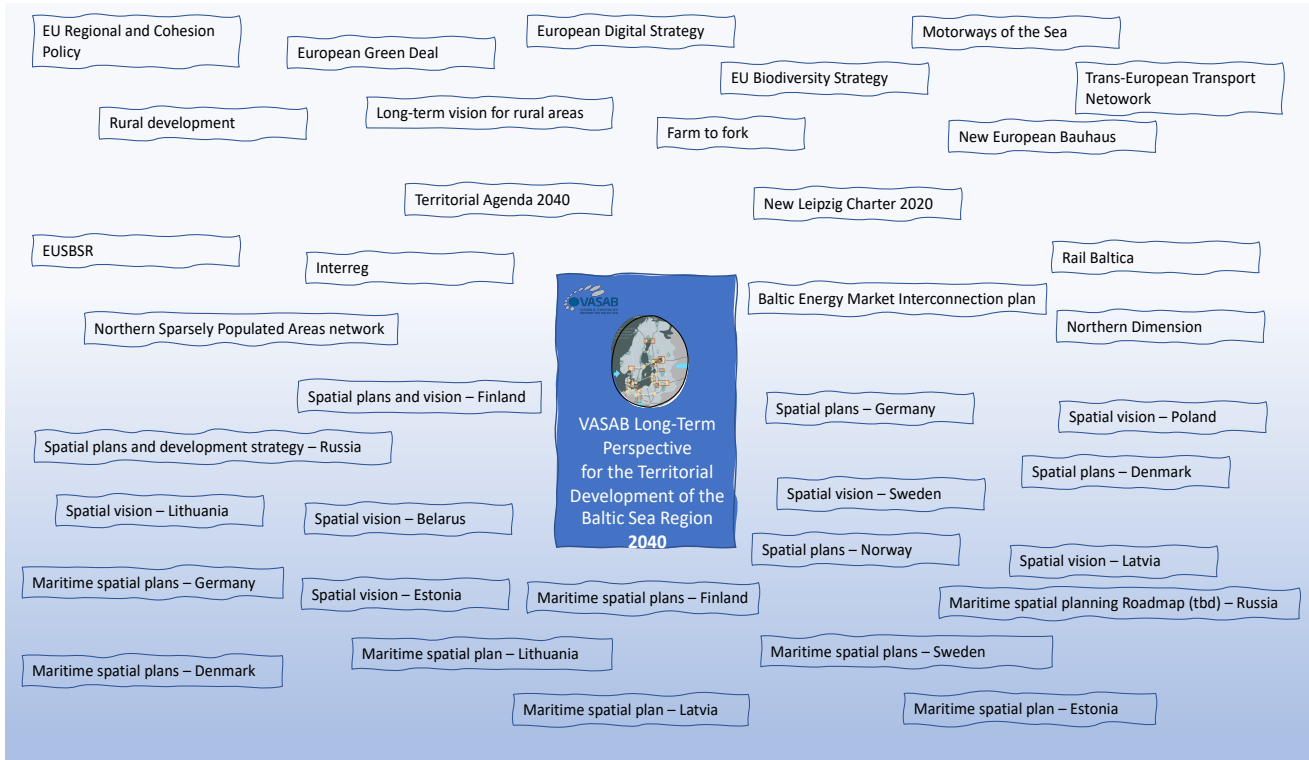 EU Regional and Cohesion
Policy
European Green Deal
European Digital Strategy
Motorways of the Sea
EU Biodiversity Strategy
Trans-European Transport
Netowork
Rural development
Long-term vision for rural areas
Farm to fork
New European Bauhaus
Territorial Agenda 2040
New Leipzig Charter 2020
EUSBSR
Interreg
Rail Baltica
Baltic Energy Market Interconnection plan
Northern Sparsely Populated Areas network
Northern Dimension
VASAB
VASAB Long-Term
Perspective
for the Territorial
Development of the
Baltic Sea Region
2040
Spatial plans and vision – Finland
Spatial plans – Germany
Spatial vision – Poland
Spatial plans and development strategy – Russia
Spatial plans – Denmark
Spatial vision – Lithuania
Spatial vision – Belarus
Spatial vision – Sweden
Spatial plans – Norway
Spatial vision – Latvia
Maritime spatial plans – Germany
Spatial vision – Estonia
Maritime spatial plans – Finland
Maritime spatial planning Roadmap (tbd) – Russia
Maritime spatial plan – Lithuania
Maritime spatial plans – Sweden
Maritime spatial plans – Denmark
Maritime spatial plan – Latvia
Maritime spatial plan – Estonia